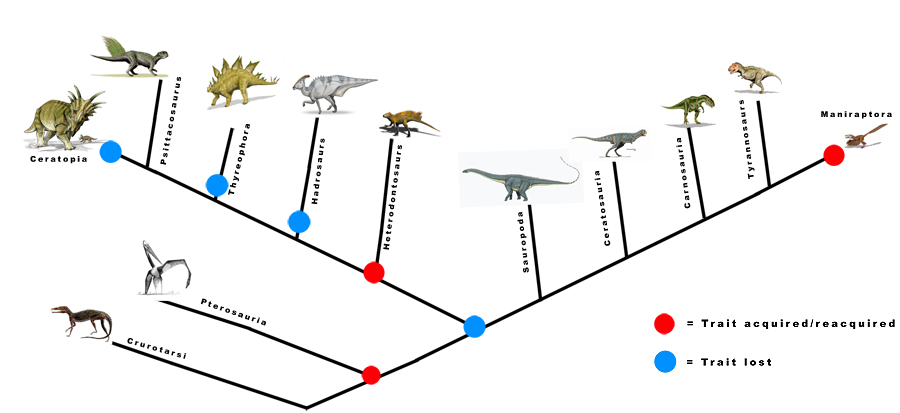 Psittacosaurus
Thyreophora
Hadrosaurs
Heterodontosaurs
Ceratopia
Sauropoda
Ceratosauria
Carnosauria
Tyrannosaurs
Maniraptora
Pterosauria
Crurotarsi
= Trait acquired/reacquired
= Trait lost